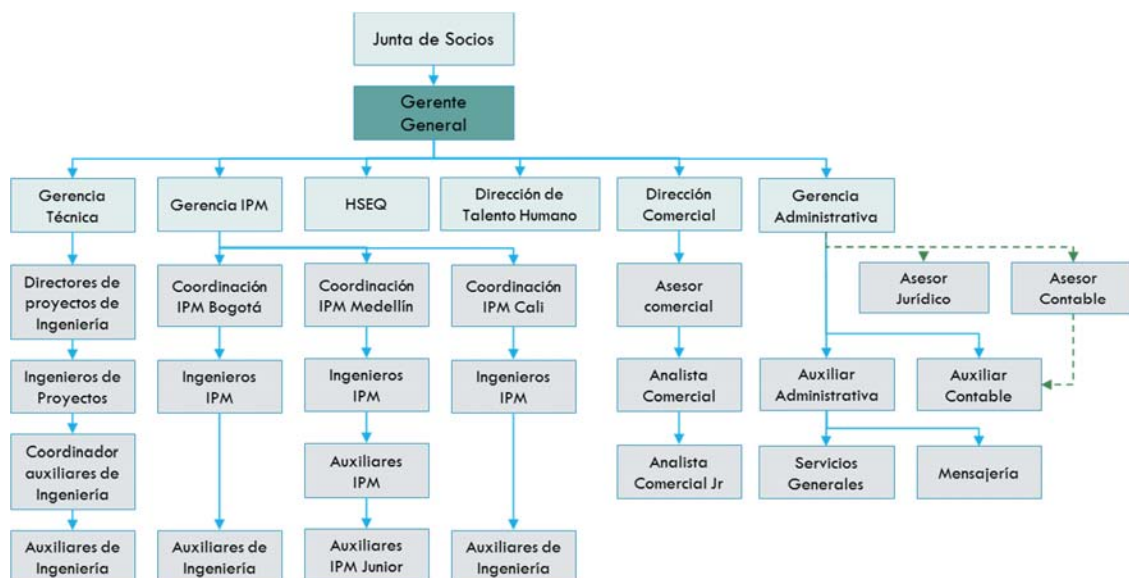 Junta de Socios
Gerente
General
Gerencia
Técnica
Gerencia IPM
HSEQ
Dirección de
Talento Humano
Dirección
Comercial
Gerencia
Administrativa
Directores de
proyectos de
Ingeniería
Coordinación
IPM Bogotá
Coordinación
IPM Medellín
Coordinación
IPM Cali
Asesor
comercial
Asesor
Jurídico
Asesor
Contable
Ingenieros de
Proyectos
Ingenieros
IPM
Ingenieros
IPM
Ingenieros
IPM
Analista
Comercial
Auxiliar
Administrativa
Auxiliar
Contable
Coordinador
auxiliares de
Ingeniería
Auxiliares
IPM
Analista
Comercial Jr
Servicios
Generales
Mensajería
Auxiliares de
Ingeniería
Auxiliares de
Ingeniería
Auxiliares
IPM Junior
Auxiliares de
Ingeniería